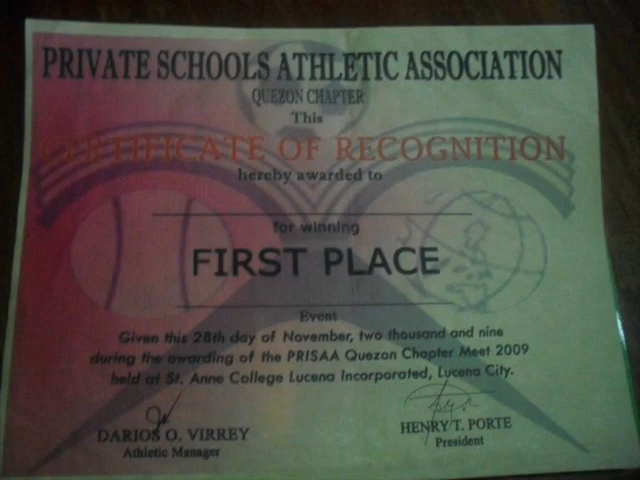 PRIVATE SCHOOLS ATHLETIC ASSOCIATION
QUEZON CHAPTER
This
CERTIFICATE OF RECOGNITION
hereby awarded to
for winning
FIRST PLACE
Event
Given this 28th day of November, two thousand and nine
during the awarding of the PRISAA Quezon Chapter Meet 2009
held at St. Anne College Lucena Incorporated, Lucena City.
DARIOS O. VIRREY
Athletic Manager
HENRY T. PORTE
President